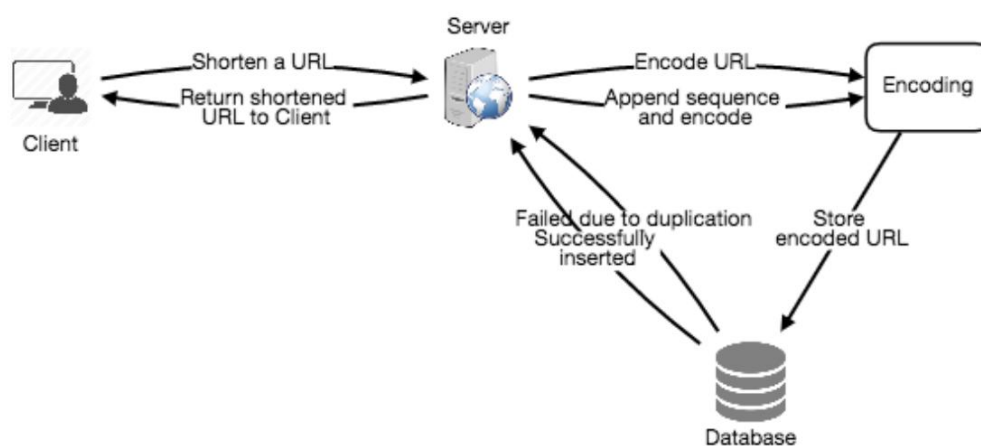 Server
Shorten a URL
Return shortened
URL to Client
Client
Encode URL
Append sequence
and encode
Encoding
Failed due to duplication
Successfully
inserted
Store
encoded URL
Database